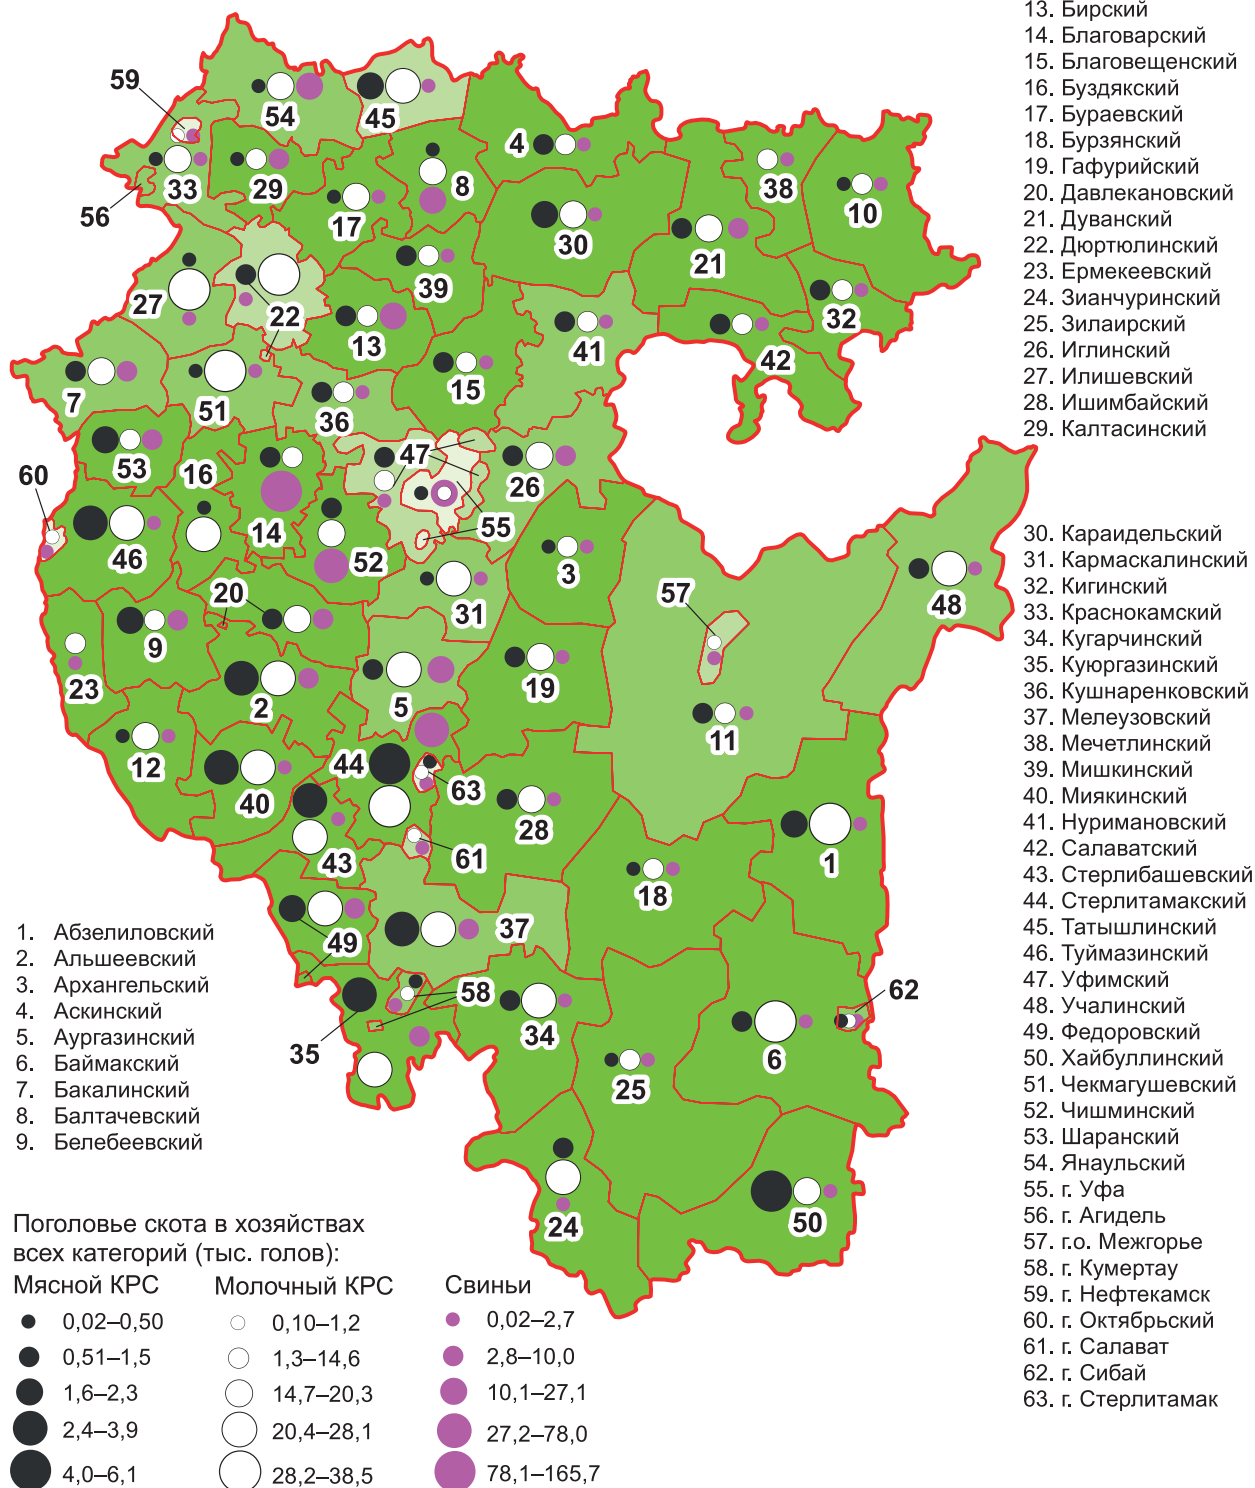 13. Бирский
14. Благоварский
15. Благовещенский
16. Буздякский
17. Бураевский
18. Бурзянский
19. Гафурийский
20. Давлекановский
21. Дуванский
22. Дюртюлинский
23. Ермекеевский
24. Зианчуринский
25. Зилаирский
26. Иглинский
27. Илишевский
28. Ишимбайский
29. Калтасинский
30. Караидельский
31. Кармаскалинский
32. Кигинский
33. Краснокамский
34. Кугарчинский
35. Куюргазинский
36. Кушнаренковский
37. Мелеузовский
38. Мечетлинский
39. Мишкинский
40. Миякинский
41. Нуримановский
42. Салаватский
43. Стерлибашевский
44. Стерлитамакский
45. Татышлинский
46. Туймазинский
47. Уфимский
48. Учалинский
49. Федоровский
50. Хайбуллинский
51. Чекмагушевский
52. Чишминский
53. Шаранский
54. Янаульский
55. г. Уфа
56. г. Агидель
57. г.о. Межгорье
58. г. Кумертау
59. г. Нефтекамск
60. г. Октябрьский
61. г. Салават
62. г. Сибай
63. г. Стерлитамак
59
54
45
4
38
10
33
29
8
56
17
30
21
39
27
22
32
13
41
42
7
15
51
36
53
16
47
60
26
46
14
55
52
3
20
31
57
48
9
23
19
2
5
11
12
44
63
40
28
1
43
61
18
37
49
58
62
34
35
6
25
24
50
1. Абзелиловский
2. Альшеевский
3. Архангельский
4. Аскинский
5. Аургазинский
6. Баймакский
7. Бакалинский
8. Балтачевский
9. Белебеевский
Поголовье скота в хозяйствах
всех категорий (тыс. голов):
Мясной КРС Молочный КРС Свиньи
0,02–0,50 0,10–1,2 0,02–2,7
0,51–1,5 1,3–14,6 2,8–10,0
1,6–2,3 14,7–20,3 10,1–27,1
2,4–3,9 20,4–28,1 27,2–78,0
4,0–6,1 28,2–38,5 78,1–165,7